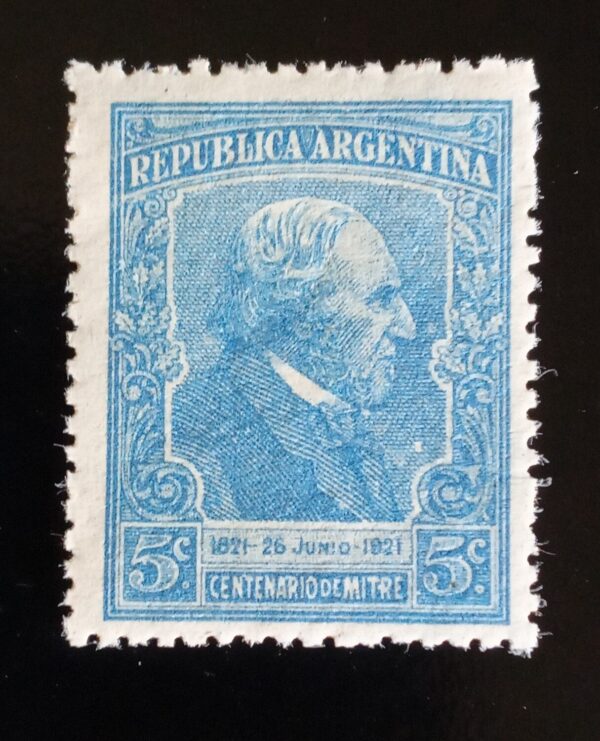 REPUBLICA ARGENTINA
1821-26 JUNIO-1921
5c. CENTENARIO DE MITRE 5c.